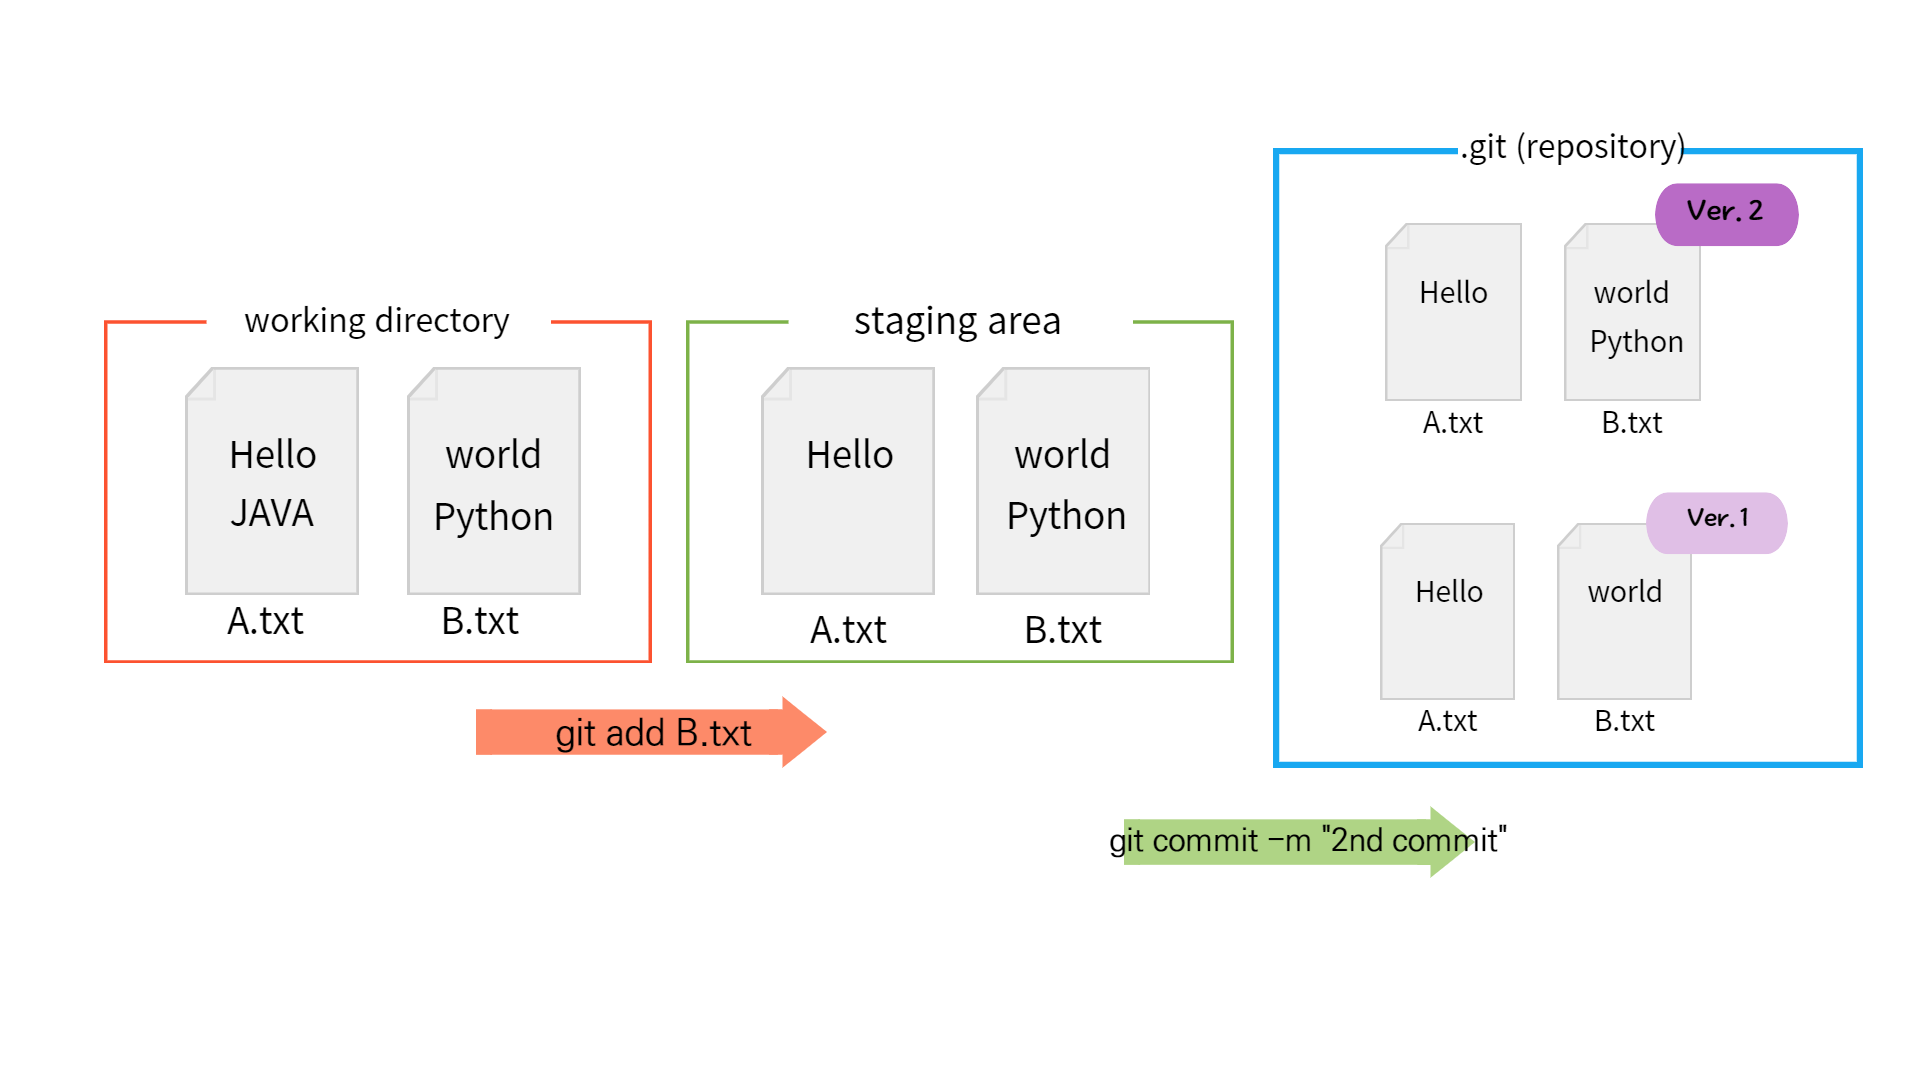 working directory
Hello
JAVA
A.txt
world
Python
B.txt
staging area
Hello
A.txt
world
Python
B.txt
.git (repository)
Ver. 2
Hello
A.txt
world
Python
B.txt
Ver. 1
Hello
A.txt
world
B.txt
git add B.txt
git commit -m "2nd commit"